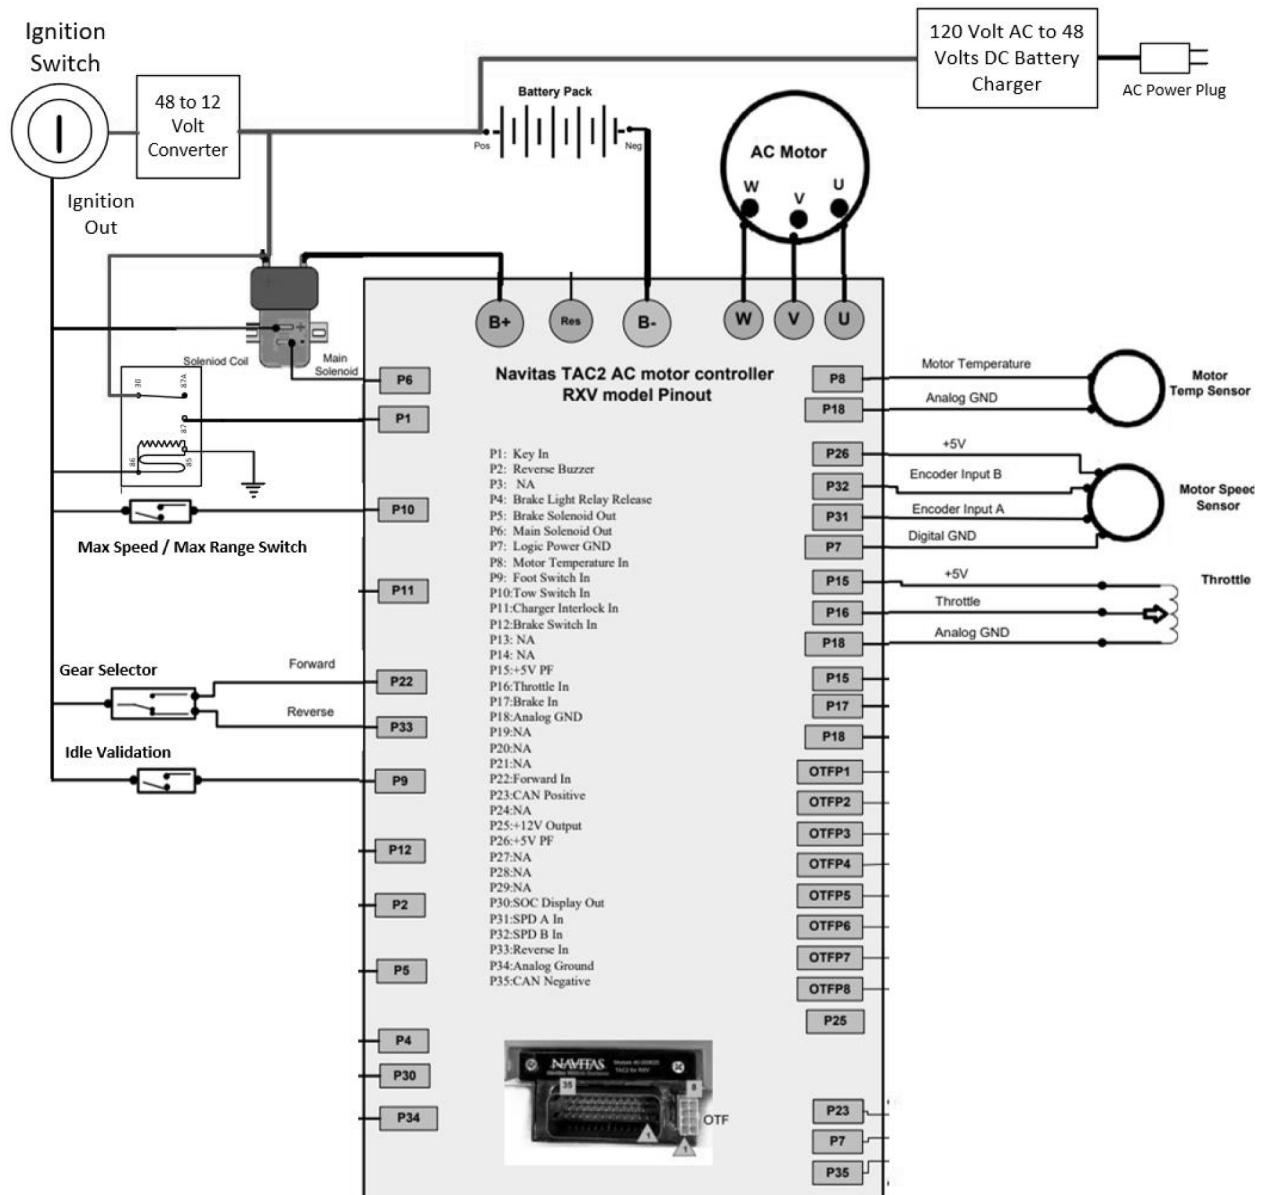 Ignition
Switch
48 to 12
Volt
Converter
Ignition
Out
Battery Pack
Pos
Neg
120 Volt AC to 48
Volts DC Battery
Charger
AC Power Plug
AC Motor
W
V
U
B+
Res
B-
W
V
U
Soleniod Coil
Main
Solenoid
+
-
30
87A
87
86
85
Navitas TAC2 AC motor controller
RXV model Pinout
P6
P1
P10
Max Speed / Max Range Switch
P11
Gear Selector
Forward
P22
Reverse
P33
Idle Validation
P9
P12
P2
P5
P4
P30
P34
P1: Key In
P2: Reverse Buzzer
P3: NA
P4: Brake Light Relay Release
P5: Brake Solenoid Out
P6: Main Solenoid Out
P7: Logic Power GND
P8: Motor Temperature In
P9: Foot Switch In
P10:Tow Switch In
P11:Charger Interlock In
P12:Brake Switch In
P13: NA
P14: NA
P15:+5V PF
P16:Throttle In
P17:Brake In
P18:Analog GND
P19:NA
P20:NA
P21:NA
P22:Forward In
P23:CAN Positive
P24:NA
P25:+12V Output
P26:+5V PF
P27:NA
P28:NA
P29:NA
P30:SOC Display Out
P31:SPD A In
P32:SPD B In
P33:Reverse In
P34:Analog Ground
P35:CAN Negative
P8
Motor Temperature
P18
Analog GND
Motor
Temp Sensor
P26
+5V
P32
Encoder Input B
P31
Encoder Input A
P7
Digital GND
Motor Speed
Sensor
P15
+5V
P16
Throttle
P18
Analog GND
Throttle
P15
P17
P18
OTFP1
OTFP2
OTFP3
OTFP4
OTFP5
OTFP6
OTFP7
OTFP8
P25
P23
P7
P35
NAVITAS
TAC2 for RXV
35
8
1
1
OTF